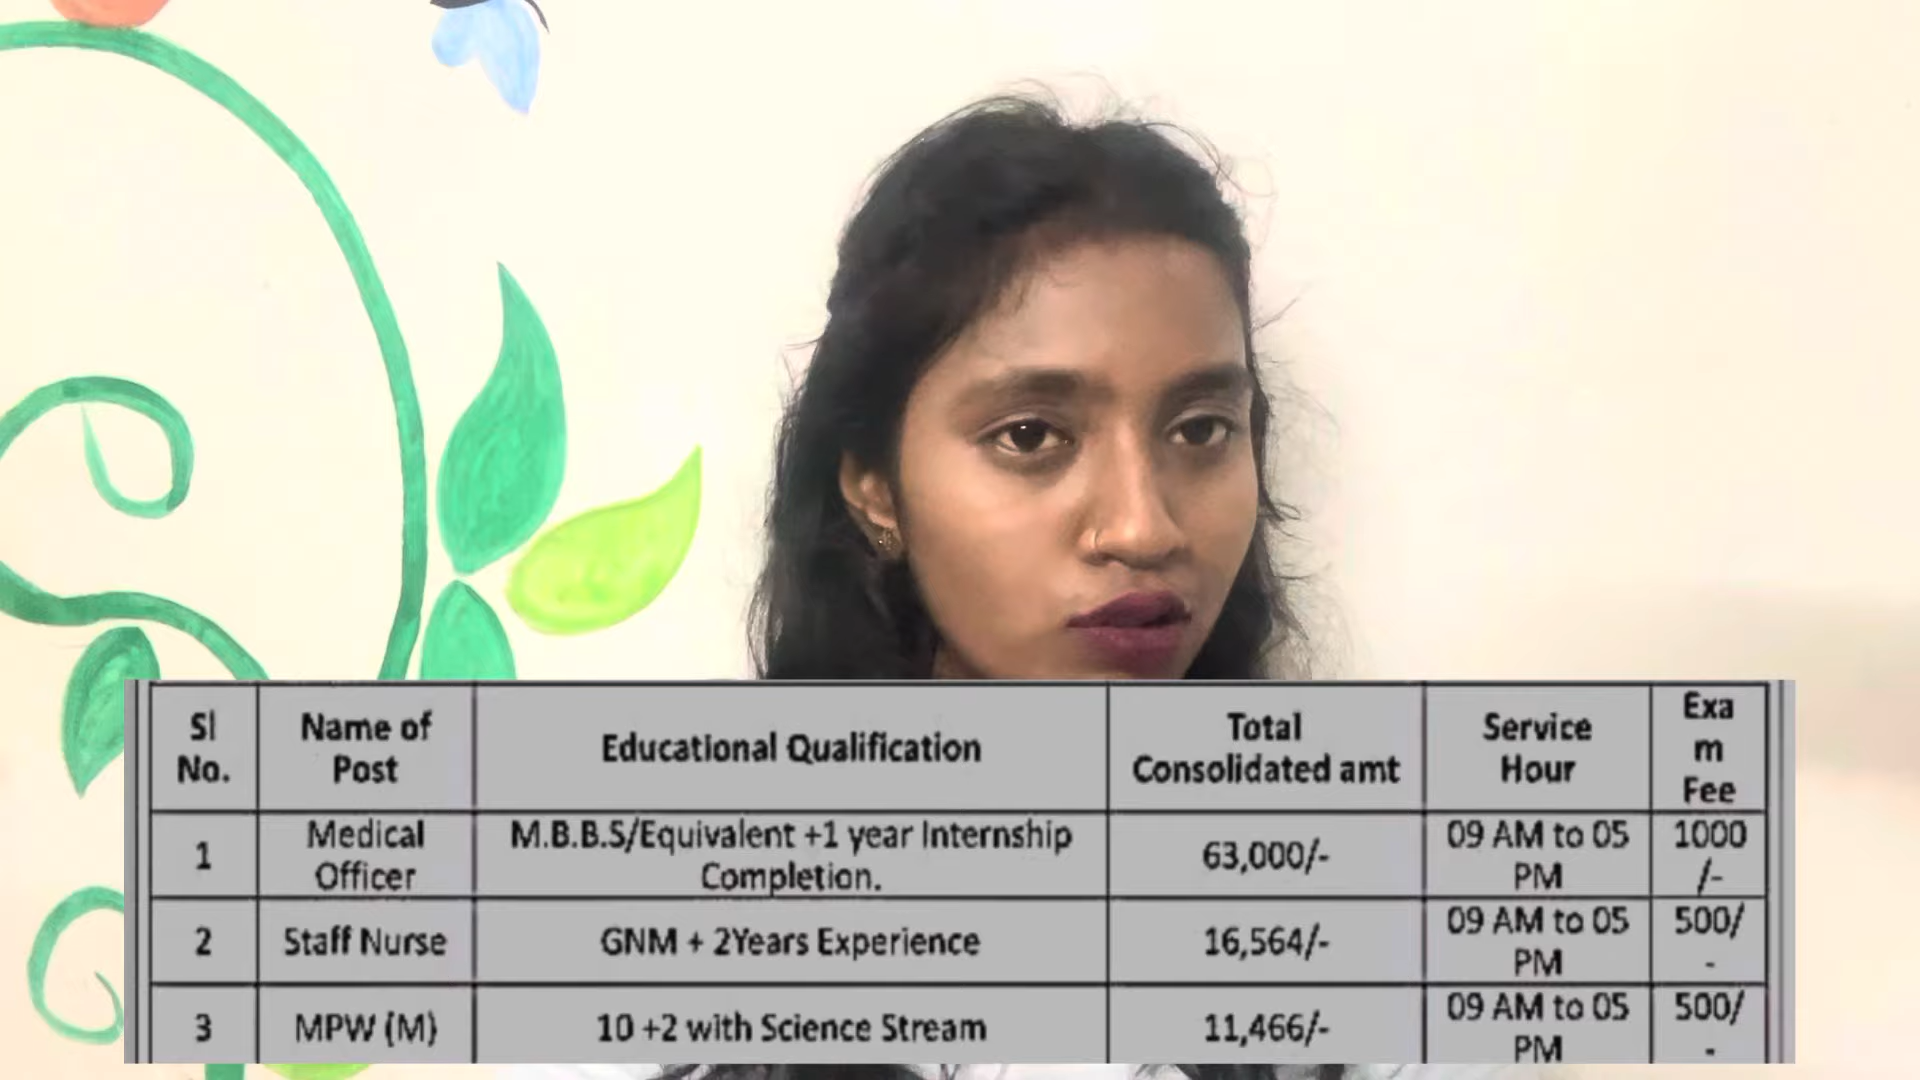 Sl No.
Name of Post
Educational Qualification
Total Consolidated amt
Service Hour
Exa m Fee
1
Medical Officer
M.B.B.S/Equivalent +1 year Internship Completion.
63,000/-
09 AM to 05 PM
1000 /-
2
Staff Nurse
GNM + 2Years Experience
16,564/-
09 AM to 05 PM
500/ -
3
MPW (M)
10 +2 with Science Stream
11,466/-
09 AM to 05 PM
500/ -